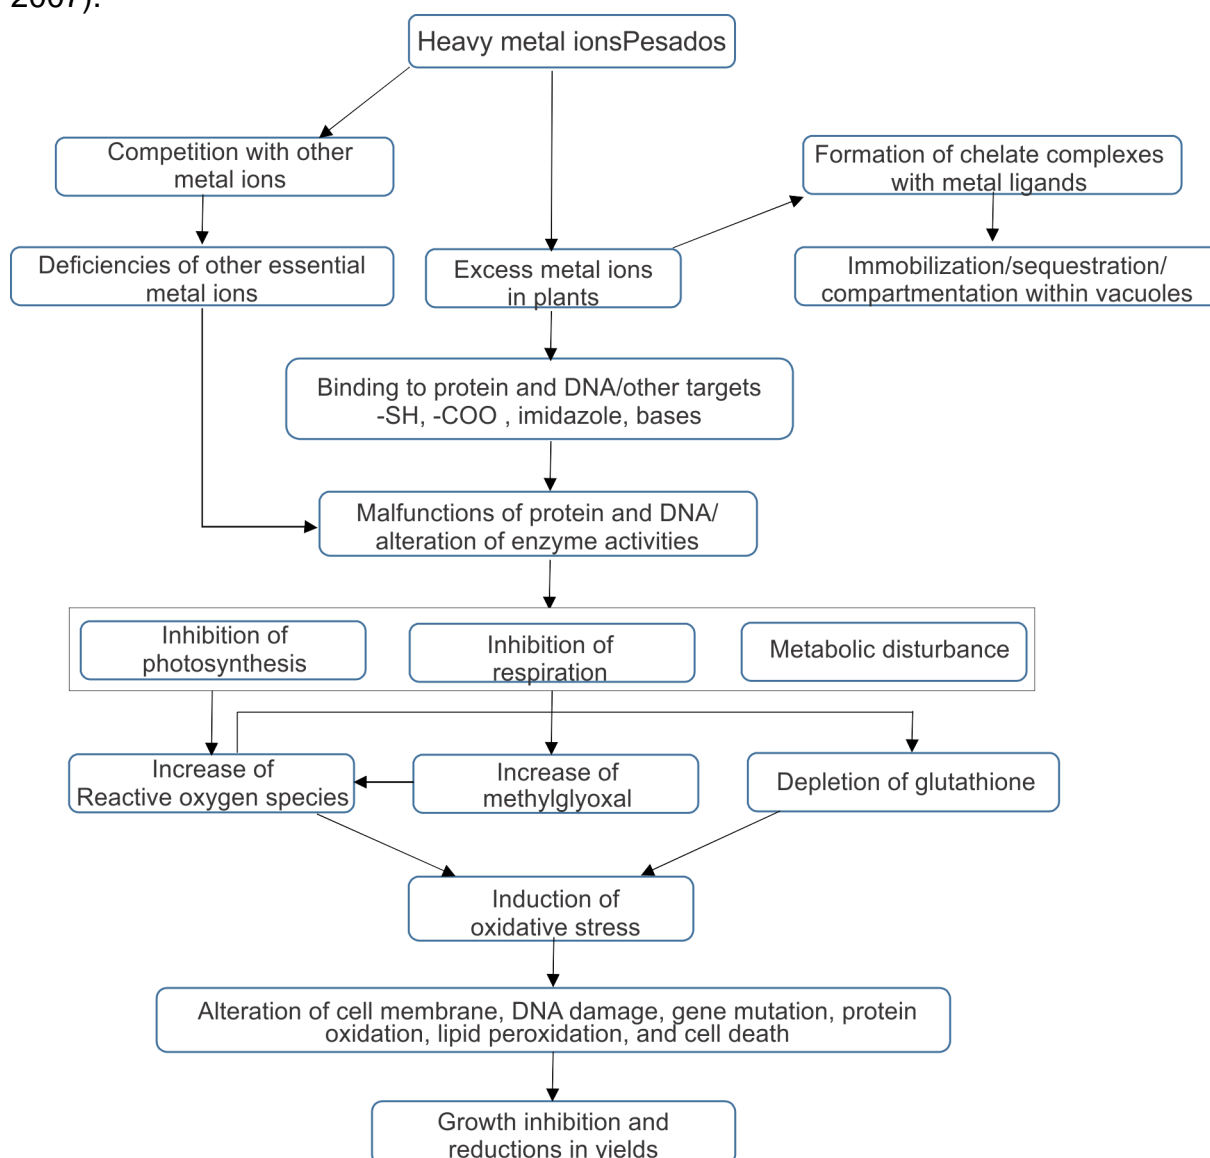 2007).
Heavy metal ionsPesados
Competition with other
metal ions
Formation of chelate complexes
with metal ligands
Deficiencies of other essential
metal ions
Excess metal ions
in plants
Immobilization/sequestration/
compartmentation within vacuoles
Binding to protein and DNA/other targets
-SH, -COO , imidazole, bases
Malfunctions of protein and DNA/
alteration of enzyme activities
Inhibition of
photosynthesis
Inhibition of
respiration
Metabolic disturbance
Increase of
Reactive oxygen species
Increase of
methylglyoxal
Depletion of glutathione
Induction of
oxidative stress
Alteration of cell membrane, DNA damage, gene mutation, protein
oxidation, lipid peroxidation, and cell death
Growth inhibition and
reductions in yields